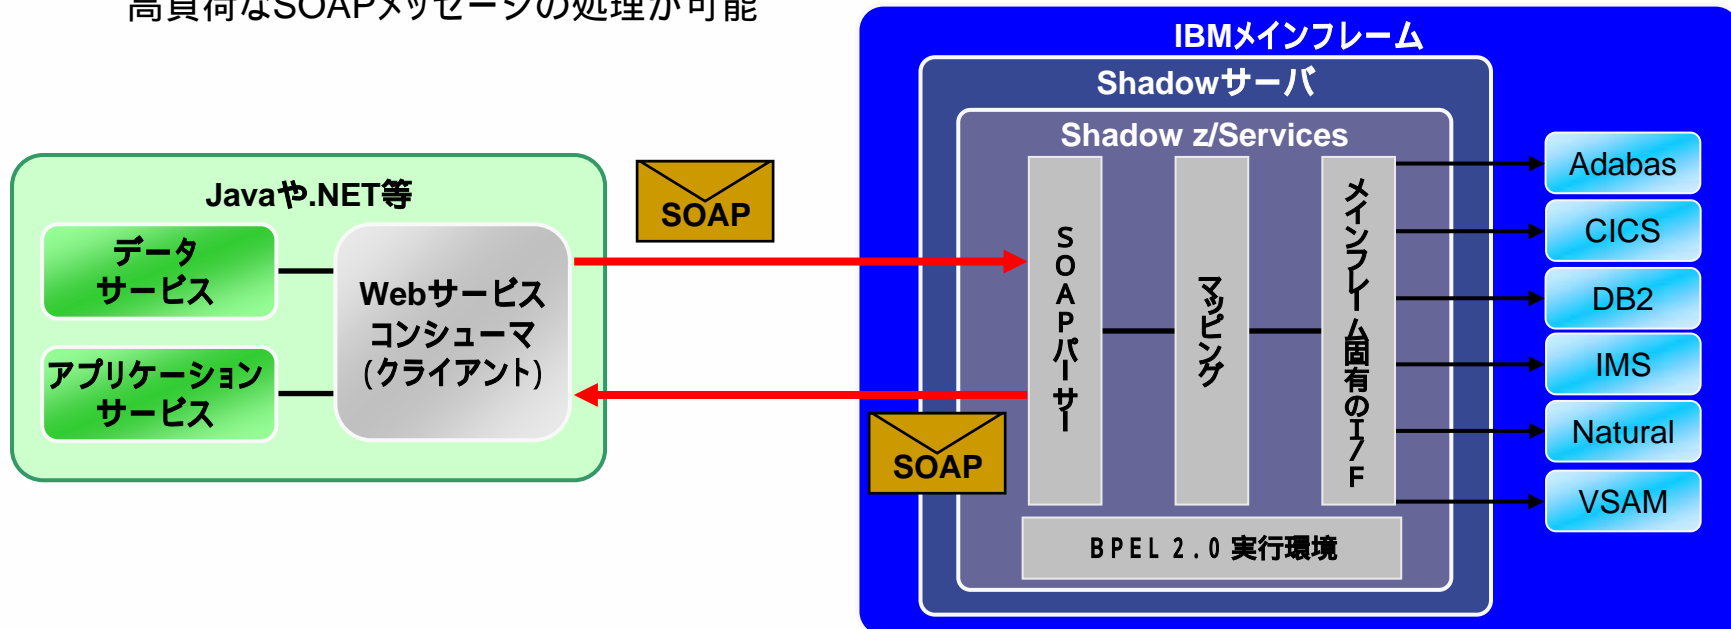 高負荷なSOAPメッセージの処理が可能
IBMメインフレーム
Shadowサーバ
Shadow z/Services
Javaや.NET等
データ
サービス
アプリケーション
サービス
Webサービス
コンシューマ
(クライアント)
SOAP
SOAP
SOAPパーサー
マッピング
メインフレーム固有のI/F
BPEL2.0実行環境
Adabas
CICS
DB2
IMS
Natural
VSAM